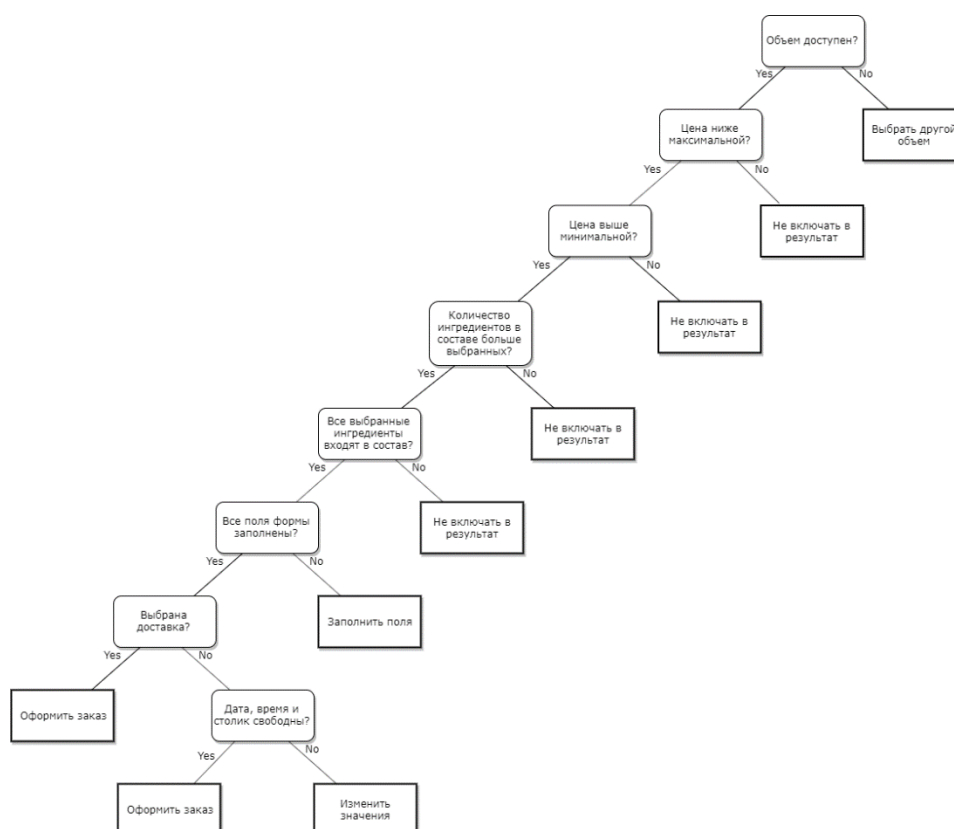 Объем доступен?
Yes
No
Цена ниже
максимальной?
Выбрать другой
объем
Yes
No
Цена выше
минимальной?
Не включать в
результат
Yes
No
Количество
ингредиентов в
составе больше
выбранных?
Не включать в
результат
Yes
No
Все выбранные
ингредиенты
входят в состав?
Не включать в
результат
Yes
No
Все поля формы
заполнены?
Не включать в
результат
Yes
No
Выбрана
доставка?
Заполнить поля
Yes
No
Оформить заказ
Дата, время и
столик свободны?
Yes
No
Оформить заказ
Изменить
значения